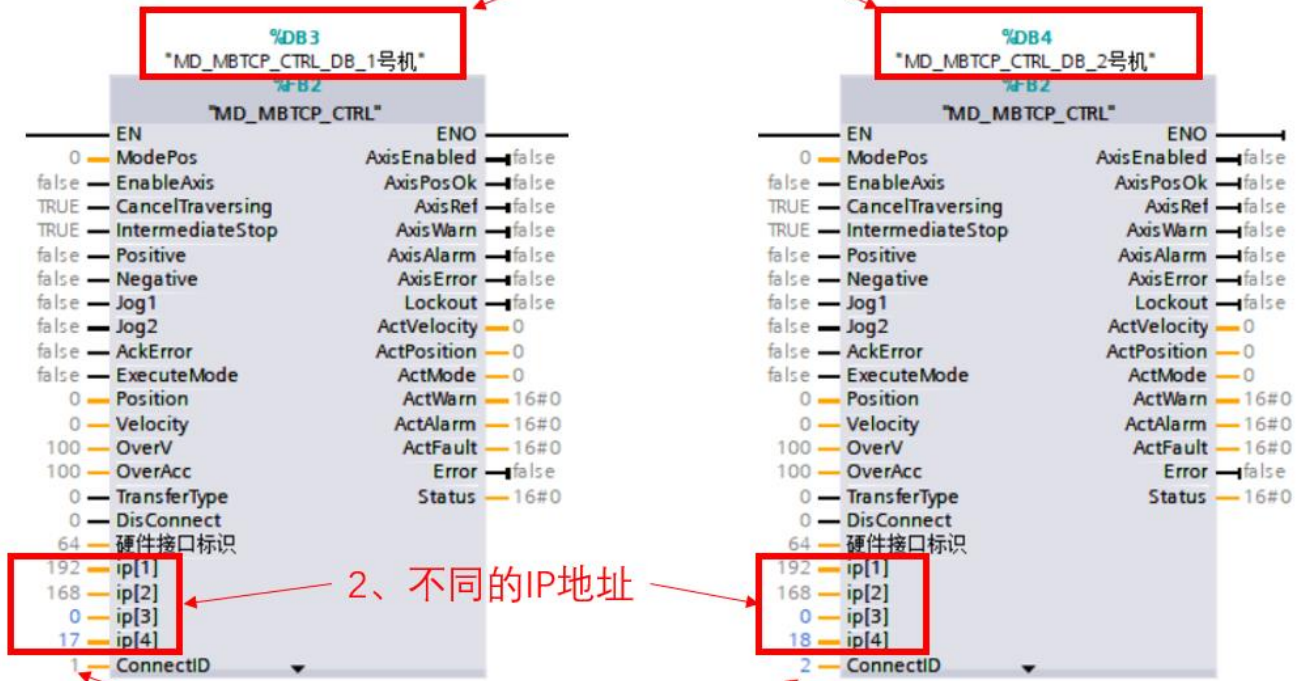 %DB3
"MD_MBTCP_CTRL_DB_1号机"
%FB2
"MD_MBTCP_CTRL"
EN ENO
0 ModePos AxisEnabled false
false EnableAxis AxisPosOk false
TRUE CancelTraversing AxisRef false
TRUE IntermediateStop AxisWarn false
false Positive AxisAlarm false
false Negative AxisError false
false Jog1 Lockout false
false Jog2 ActVelocity 0
false AckError ActPosition 0
false ExecuteMode ActMode 0
0 Position ActWarn 16#0
0 Velocity ActAlarm 16#0
100 OverV ActFault 16#0
100 OverAcc Error false
0 TransferType Status 16#0
0 DisConnect
64 硬件接口标识
192 ip[1]
168 ip[2]
0 ip[3]
17 ip[4]
1 ConnectID
2、不同的IP地址
%DB4
"MD_MBTCP_CTRL_DB_2号机"
%FB2
"MD_MBTCP_CTRL"
EN ENO
0 ModePos AxisEnabled false
false EnableAxis AxisPosOk false
TRUE CancelTraversing AxisRef false
TRUE IntermediateStop AxisWarn false
false Positive AxisAlarm false
false Negative AxisError false
false Jog1 Lockout false
false Jog2 ActVelocity 0
false AckError ActPosition 0
false ExecuteMode ActMode 0
0 Position ActWarn 16#0
0 Velocity ActAlarm 16#0
100 OverV ActFault 16#0
100 OverAcc Error false
0 TransferType Status 16#0
0 DisConnect
64 硬件接口标识
192 ip[1]
168 ip[2]
0 ip[3]
18 ip[4]
2 ConnectID